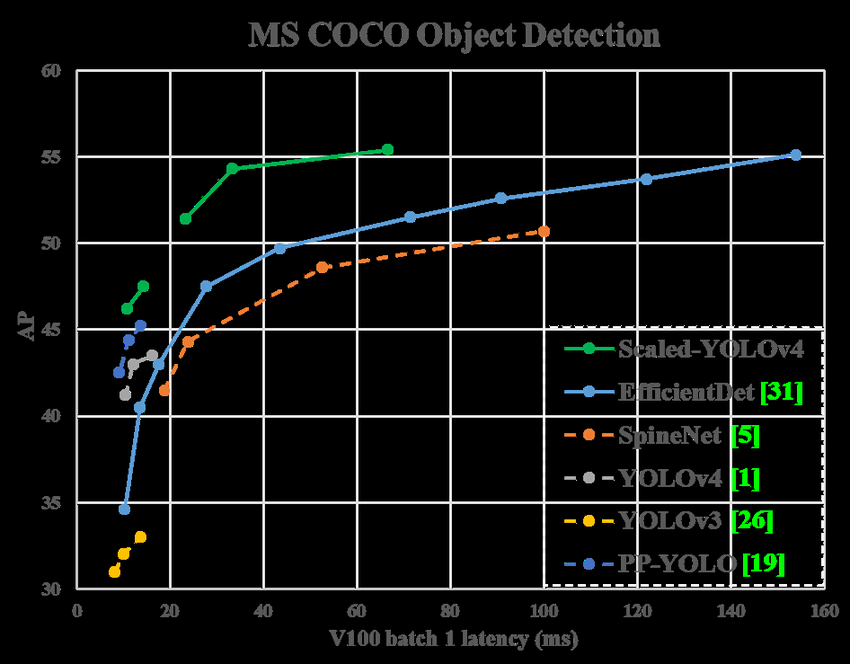 MS COCO Object Detection
60
55
50
45
40
35
30
AP
Scaled-YOLOv4
EfficientDet [31]
SpineNet [5]
YOLOv4 [1]
YOLOv3 [26]
PP-YOLO [19]
0 20 40 60 80 100 120 140 160
V100 batch 1 latency (ms)